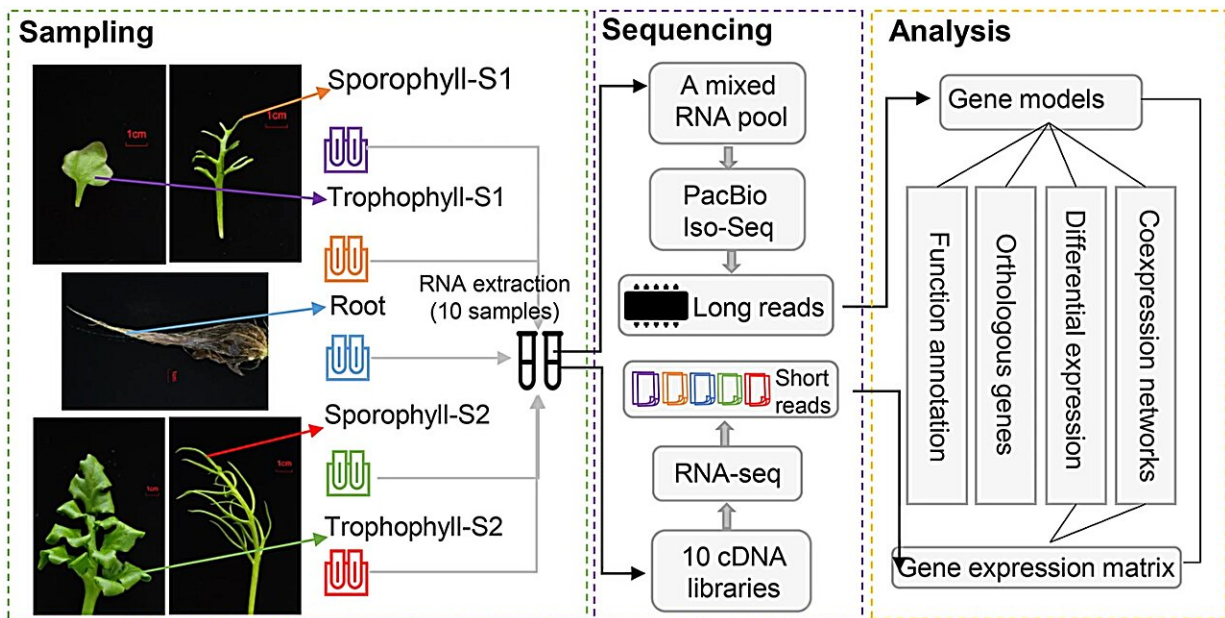 Sampling
Sporophyll-S1
1cm
1cm
Trophophyll-S1
RNA extraction
(10 samples)
Root
Sporophyll-S2
1cm
1cm
Trophophyll-S2
Sequencing
A mixed
RNA pool
PacBio
Iso-Seq
Long reads
Short
reads
RNA-seq
10 cDNA
libraries
Analysis
Gene models
Function annotation
Orthologous genes
Differential expression
Coexpression networks
Gene expression matrix